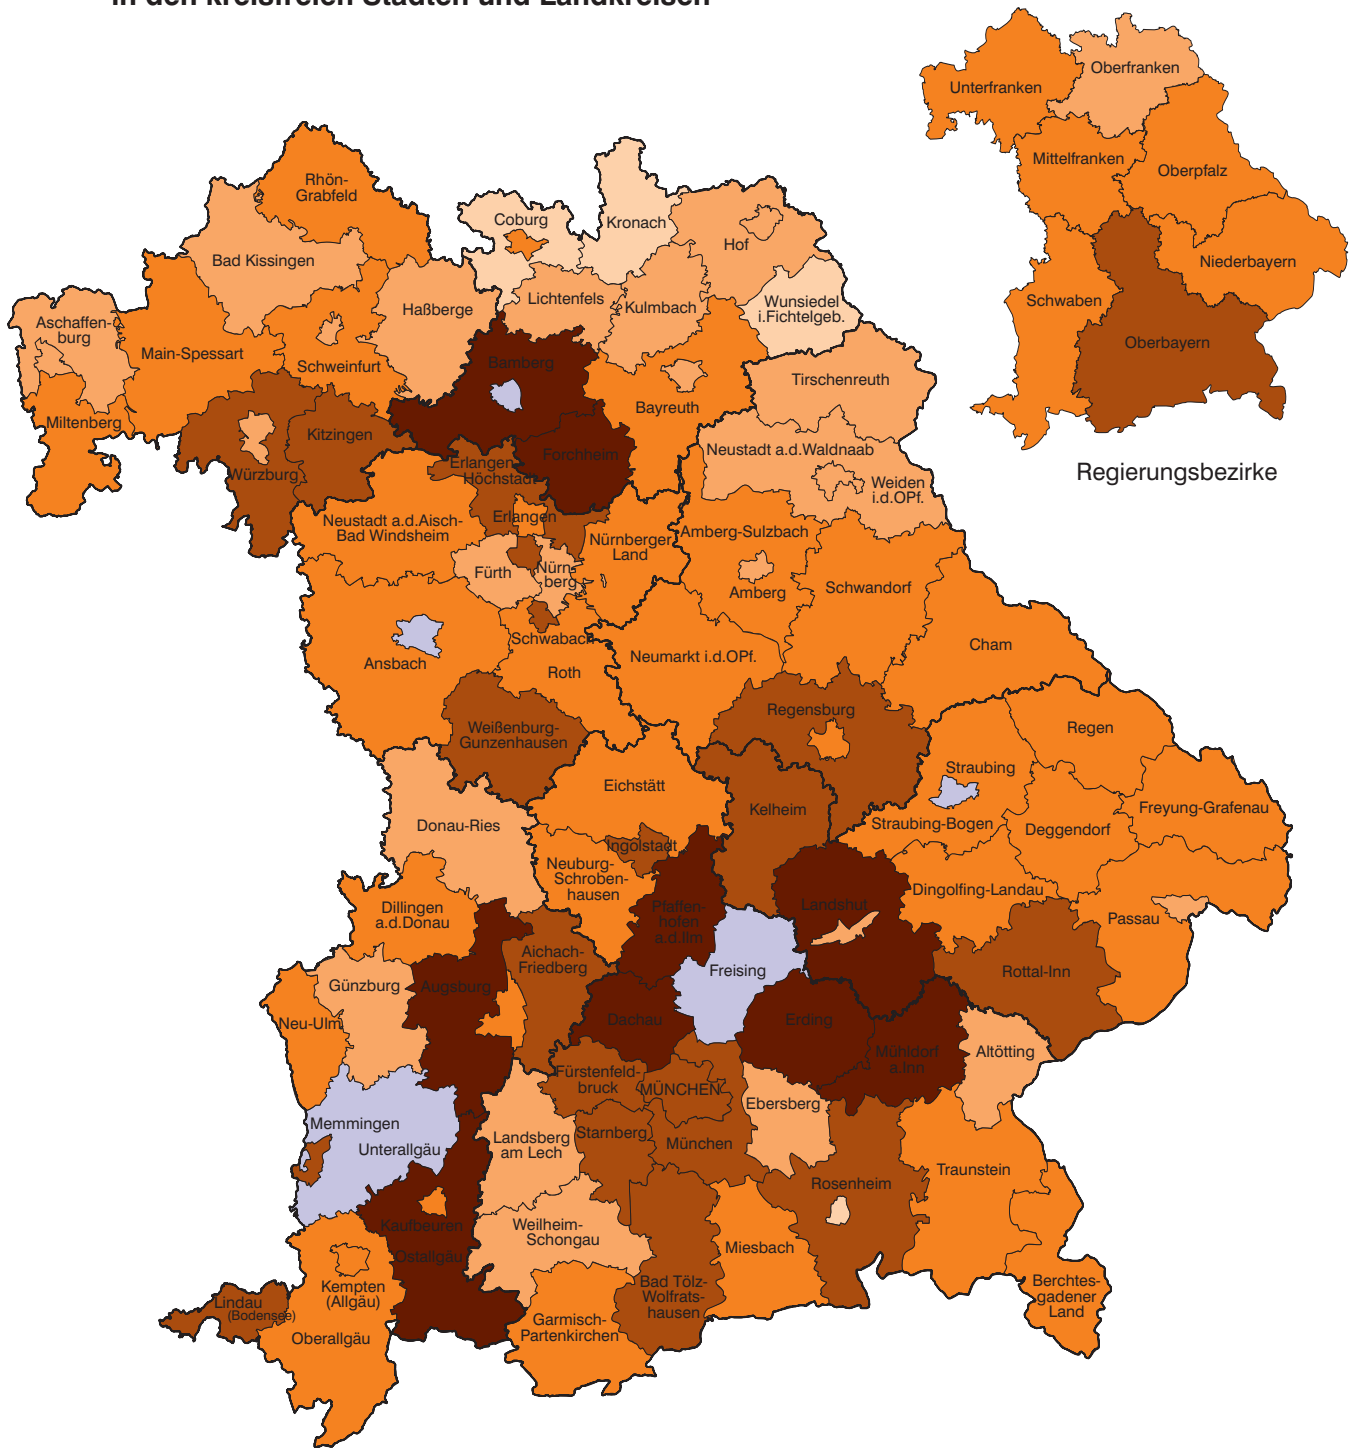 in den kreisfreien Städten und Landkreisen
Oberfranken
Unterfranken
Mittelfranken
Oberpfalz
Niederbayern
Schwaben
Oberbayern
Regierungsbezirke
Rhön-
Grabfeld
Coburg
Kronach
Hof
Bad Kissingen
Lichtenfels
Kulmbach
Wunsiedel
i.Fichtelgeb.
Haßberge
Aschaffen-
burg
Main-Spessart
Schweinfurt
Bamberg
Tirschenreuth
Bayreuth
Miltenberg
Kitzingen
Würzburg
Forchheim
Erlangen-
Höchstadt
Neustadt a.d.Waldnaab
Weiden
i.d.OPf.
Neustadt a.d.Aisch-
Bad Windsheim
Erlangen
Nürnberger
Land
Amberg-Sulzbach
Fürth
Nürn-
berg
Amberg
Schwandorf
Schwabach
Ansbach
Roth
Neumarkt i.d.OPf.
Cham
Weißenburg-
Gunzenhausen
Regensburg
Regen
Straubing
Eichstätt
Kelheim
Freyung-Grafenau
Straubing-Bogen
Deggendorf
Donau-Ries
Ingolstadt
Neuburg-
Schroben-
hausen
Dingolfing-Landau
Dillingen
a.d.Donau
Pfaffen-
hofen
a.d.Ilm
Landshut
Passau
Aichach-
Friedberg
Freising
Rottal-Inn
Günzburg
Augsburg
Neu-Ulm
Dachau
Erding
Mühldorf
a.Inn
Altötting
Fürstenfeld-
bruck
MÜNCHEN
Ebersberg
Memmingen
Unterallgäu
Landsberg
am Lech
Starnberg
München
Traunstein
Rosenheim
Kaufbeuren
Weilheim-
Schongau
Ostallgäu
Miesbach
Kempten
(Allgäu)
Bad Tölz-
Wolfrats-
hausen
Berchtes-
gadener
Land
Lindau
(Bodensee)
Oberallgäu
Garmisch-
Partenkirchen